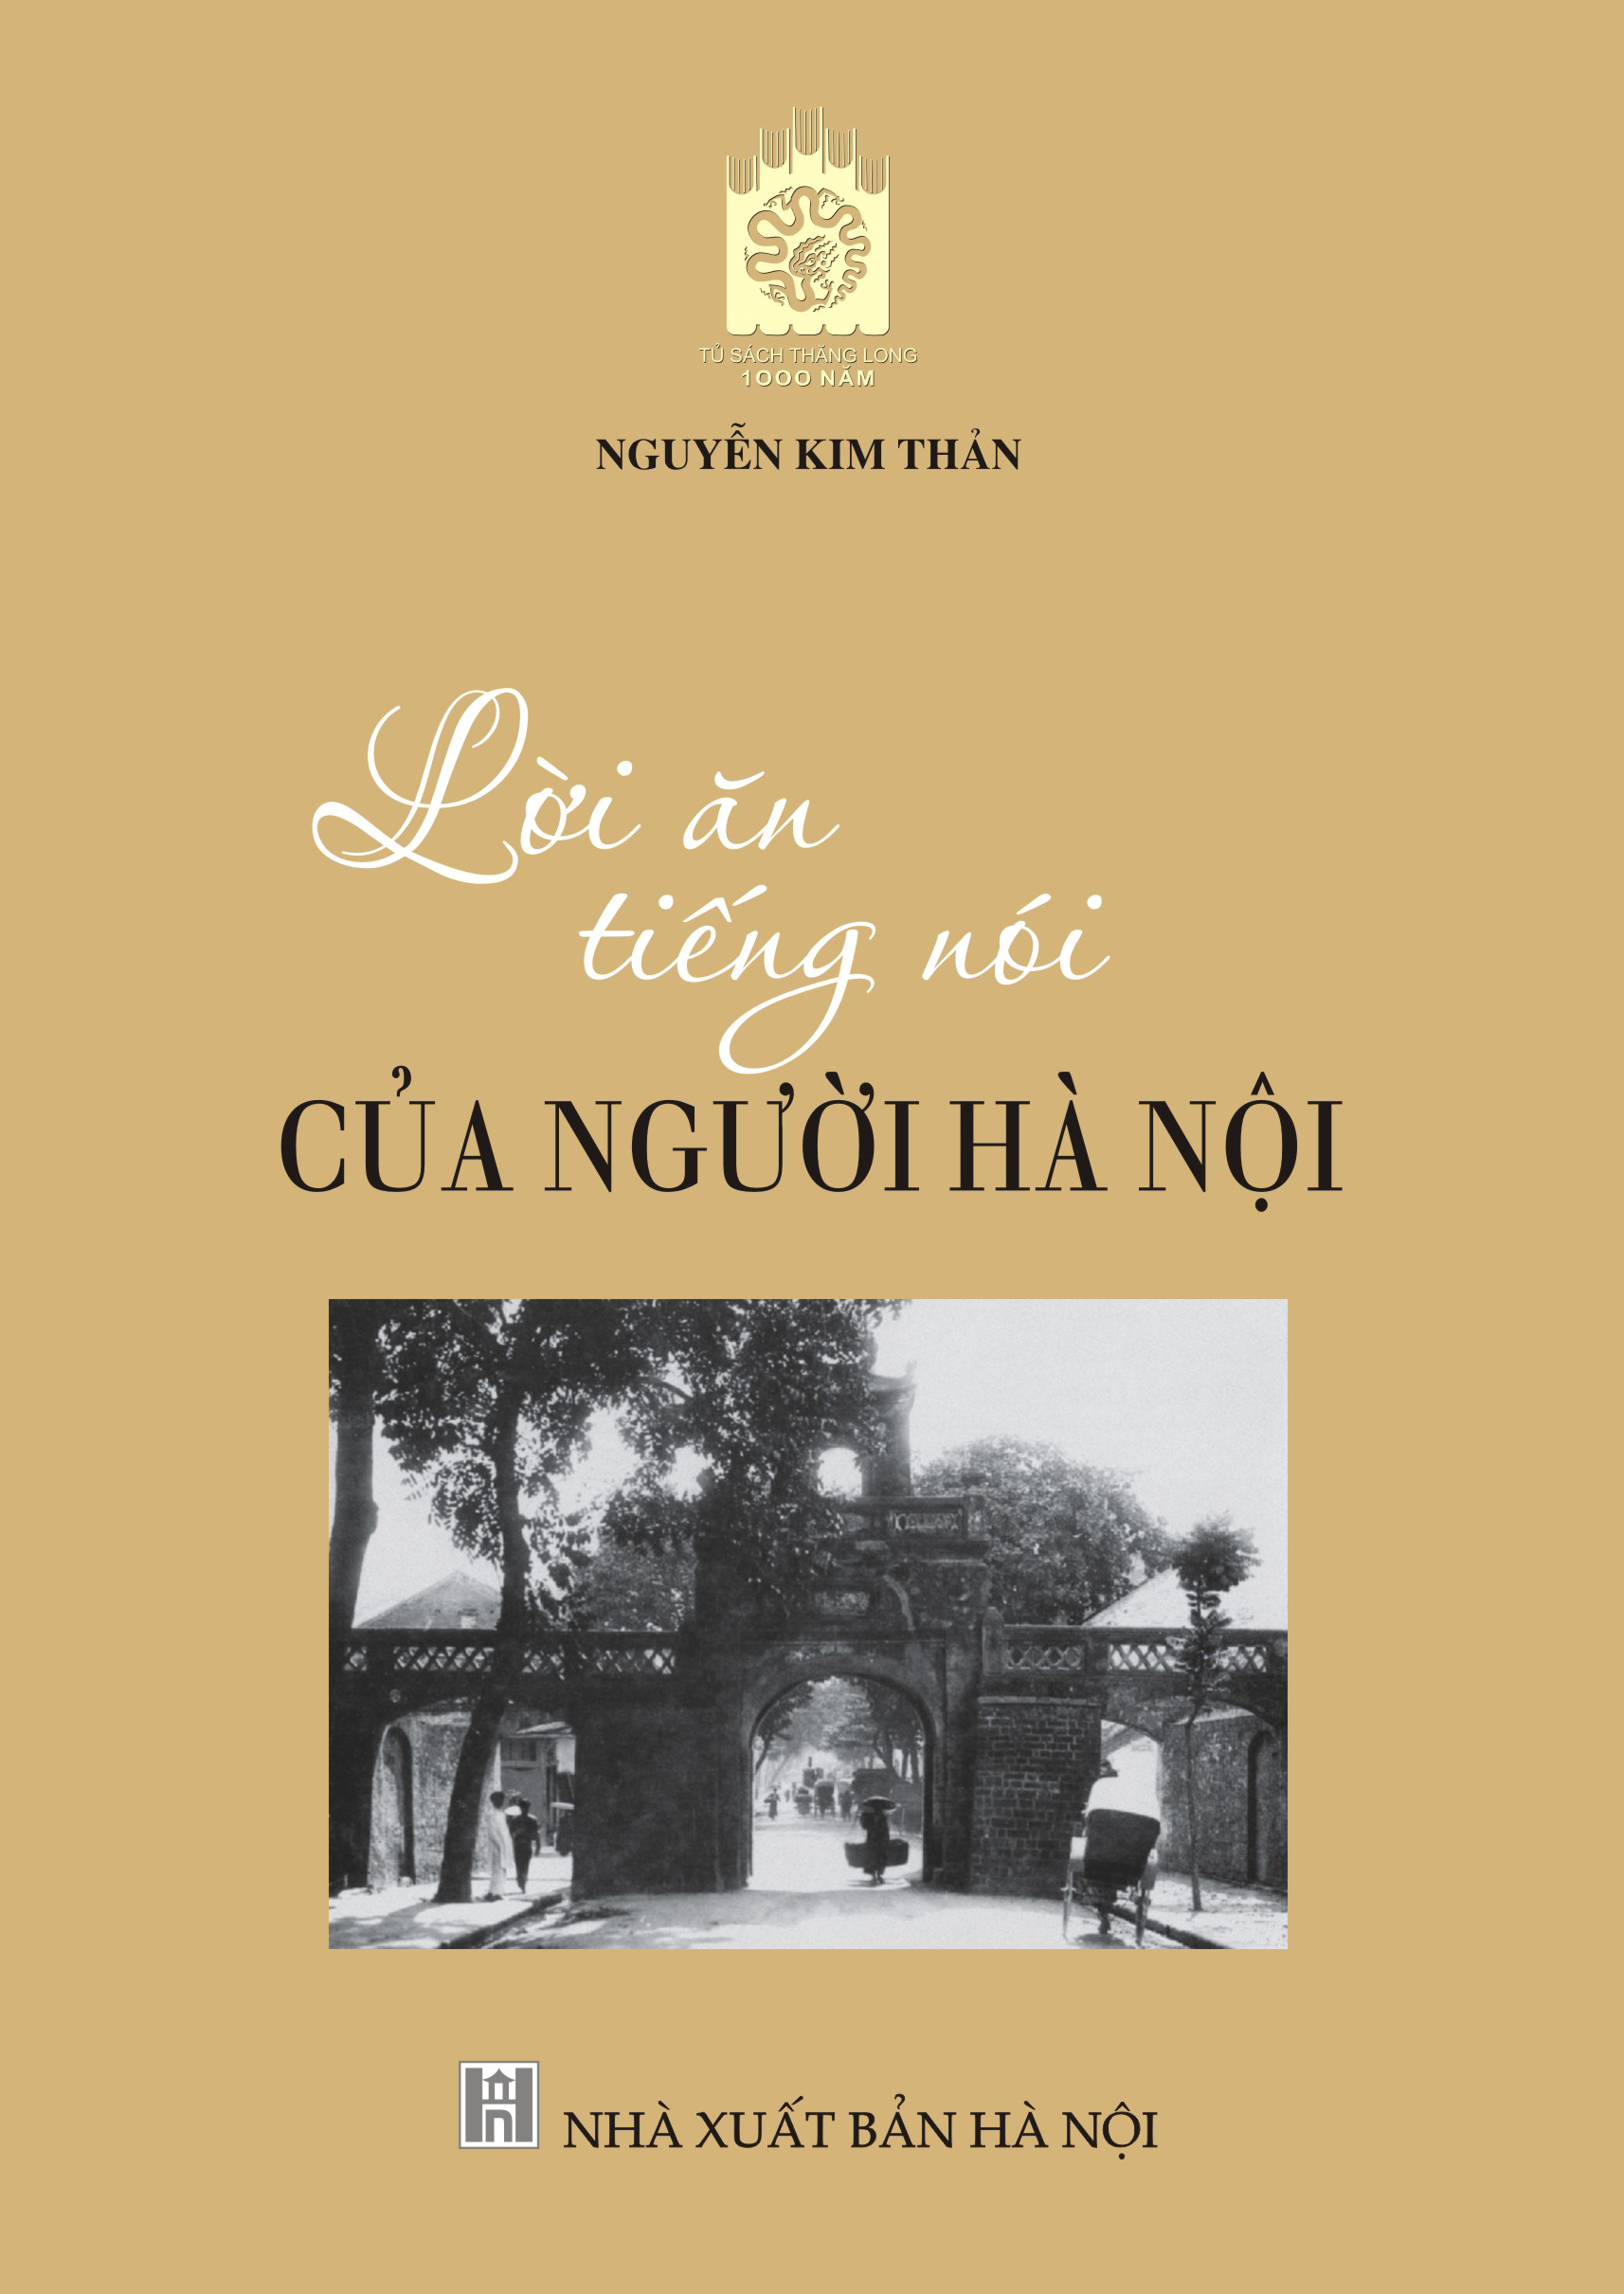 TỦ SÁCH THĂNG LONG
1000 NĂM
NGUYỄN KIM THẢN
Lời ăn
tiếng nói
CỦA NGƯỜI HÀ NỘI
NHÀ XUẤT BẢN HÀ NỘI